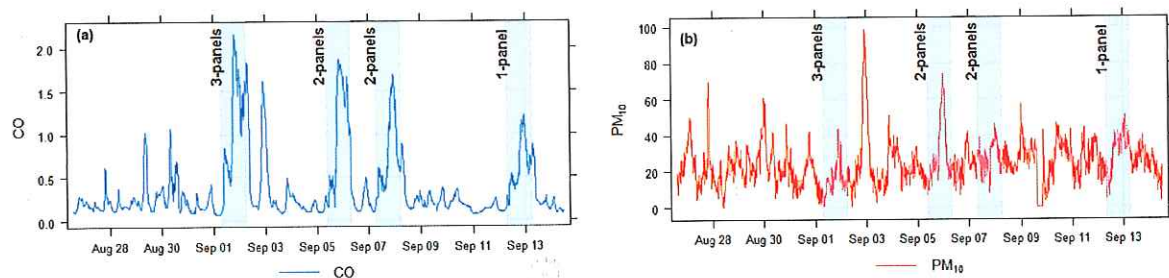 (a)
CO
2.0
1.5
1.0
0.5
0.0
3-panels
2-panels
2-panels
1-panel
Aug 28 Aug 30 Sep 01 Sep 03 Sep 05 Sep 07 Sep 09 Sep 11 Sep 13
CO
(b)
PM₁₀
100
80
60
40
20
0
3-panels
2-panels
2-panels
1-panel
Aug 28 Aug 30 Sep 01 Sep 03 Sep 05 Sep 07 Sep 09 Sep 11 Sep 13
PM₁₀